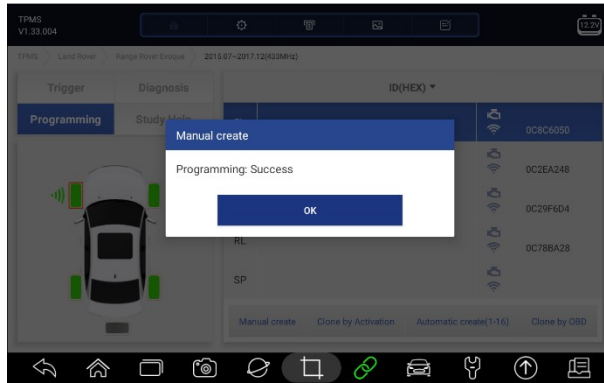 TPMS
V1.33.004
12.2V
TPMS Land Rover Range Rover Evoque 2015.07~2017.12(433MHz)
Trigger Diagnosis ID(HEX)
Programming Study Help
0C8C6050
Manual create
Programming: Success
OK
0C2EA248
0C29F6D4
RL 0C78BA28
SP
Manual create Clone by Activation Automatic create(1-16) Clone by OBD